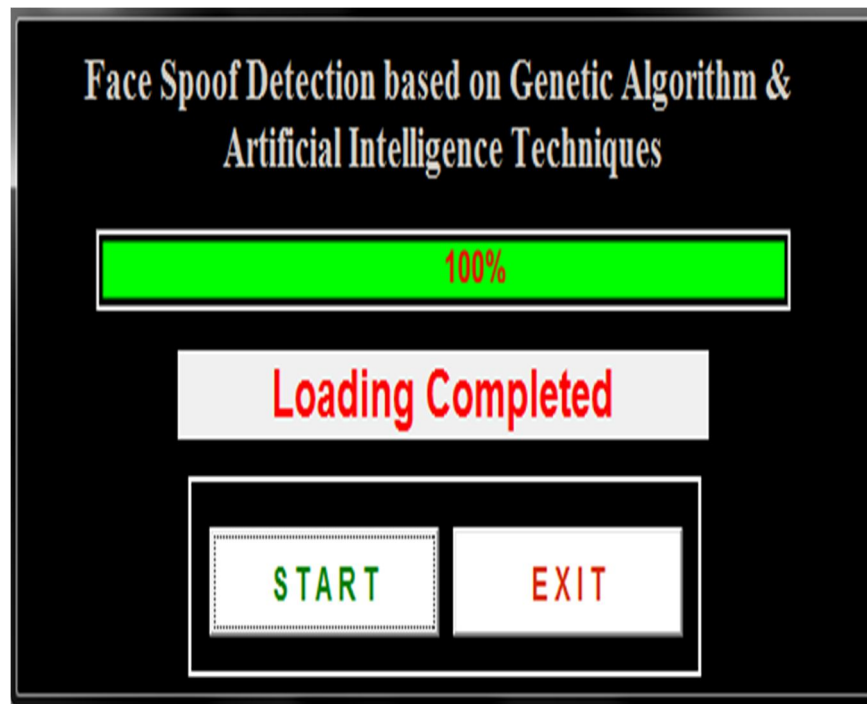 Face Spoof Detection based on Genetic Algorithm &
Artificial Intelligence Techniques
100%
Loading Completed
START
EXIT